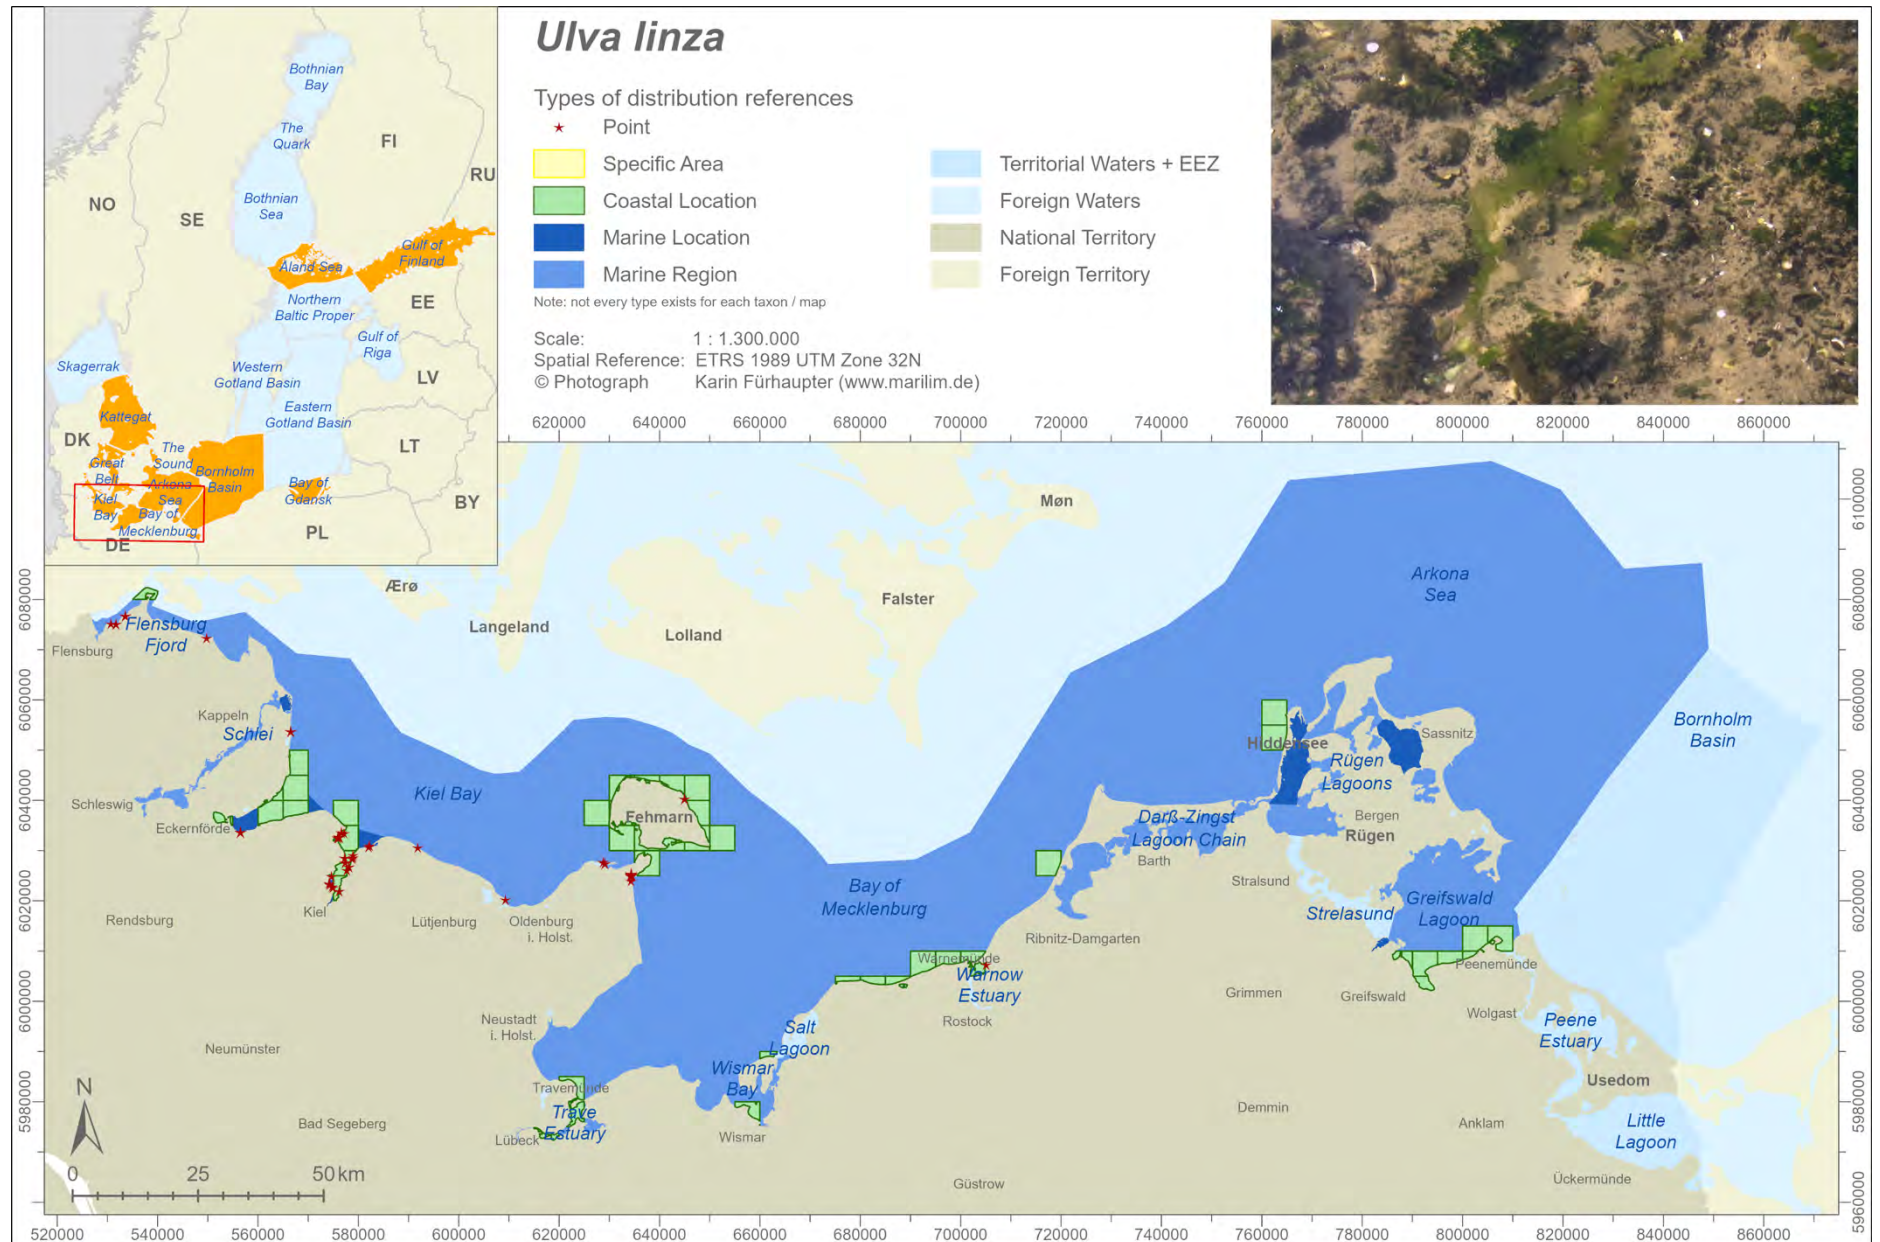 Ulva linza
Types of distribution references
Point
Specific Area
Coastal Location
Marine Location
Marine Region
Territorial Waters + EEZ
Foreign Waters
National Territory
Foreign Territory
Note: not every type exists for each taxon / map
Scale: 1 : 1.300.000
Spatial Reference: ETRS 1989 UTM Zone 32N
© Photograph Karin Fürhaupter (www.marilim.de)
Bothnian
Bay
The
Quark
FI
RU
NO
SE
Bothnian
Sea
Åland Sea
Gulf of
Finland
Northern
Baltic Proper
EE
Gulf of
Riga
Skagerrak
Western
Gotland Basin
LV
Eastern
Gotland Basin
Kattegat
DK
The
Sound
LT
Great
Belt
Bornholm
Basin
Arkona
Sea
Bay of
Gdansk
Kiel
Bay
Bay of
Mecklenburg
BY
PL
DE
620000 640000 660000 680000 700000 720000 740000 760000 780000 800000 820000 840000 860000
6100000
6080000
6060000
6040000
6020000
6000000
5980000
5960000
6080000
6060000
6040000
6020000
6000000
5980000
Møn
Ærø
Falster
Langeland
Lolland
Arkona
Sea
Flensburg
Fjord
Flensburg
Kappeln
Schlei
Bornholm
Basin
Hiddensee
Sassnitz
Rügen
Lagoons
Kiel Bay
Schleswig
Fehmarn
Darß-Zingst
Lagoon Chain
Bergen
Rügen
Eckernförde
Barth
Bay of
Mecklenburg
Stralsund
Greifswald
Lagoon
Strelasund
Kiel
Rendsburg
Lütjenburg
Oldenburg
i. Holst.
Ribnitz-Damgarten
Warnemünde
Peenemünde
Warnow
Estuary
Grimmen
Greifswald
Wolgast
Neustadt
i. Holst.
Rostock
Salt
Lagoon
Peene
Estuary
Neumünster
Wismar
Bay
Usedom
N
Travemünde
Trave
Estuary
Demmin
Anklam
Little
Lagoon
Bad Segeberg
Lübeck
Wismar
Güstrow
Ückermünde
0 25 50 km
520000 540000 560000 580000 600000 620000 640000 660000 680000 700000 720000 740000 760000 780000 800000 820000 840000 860000